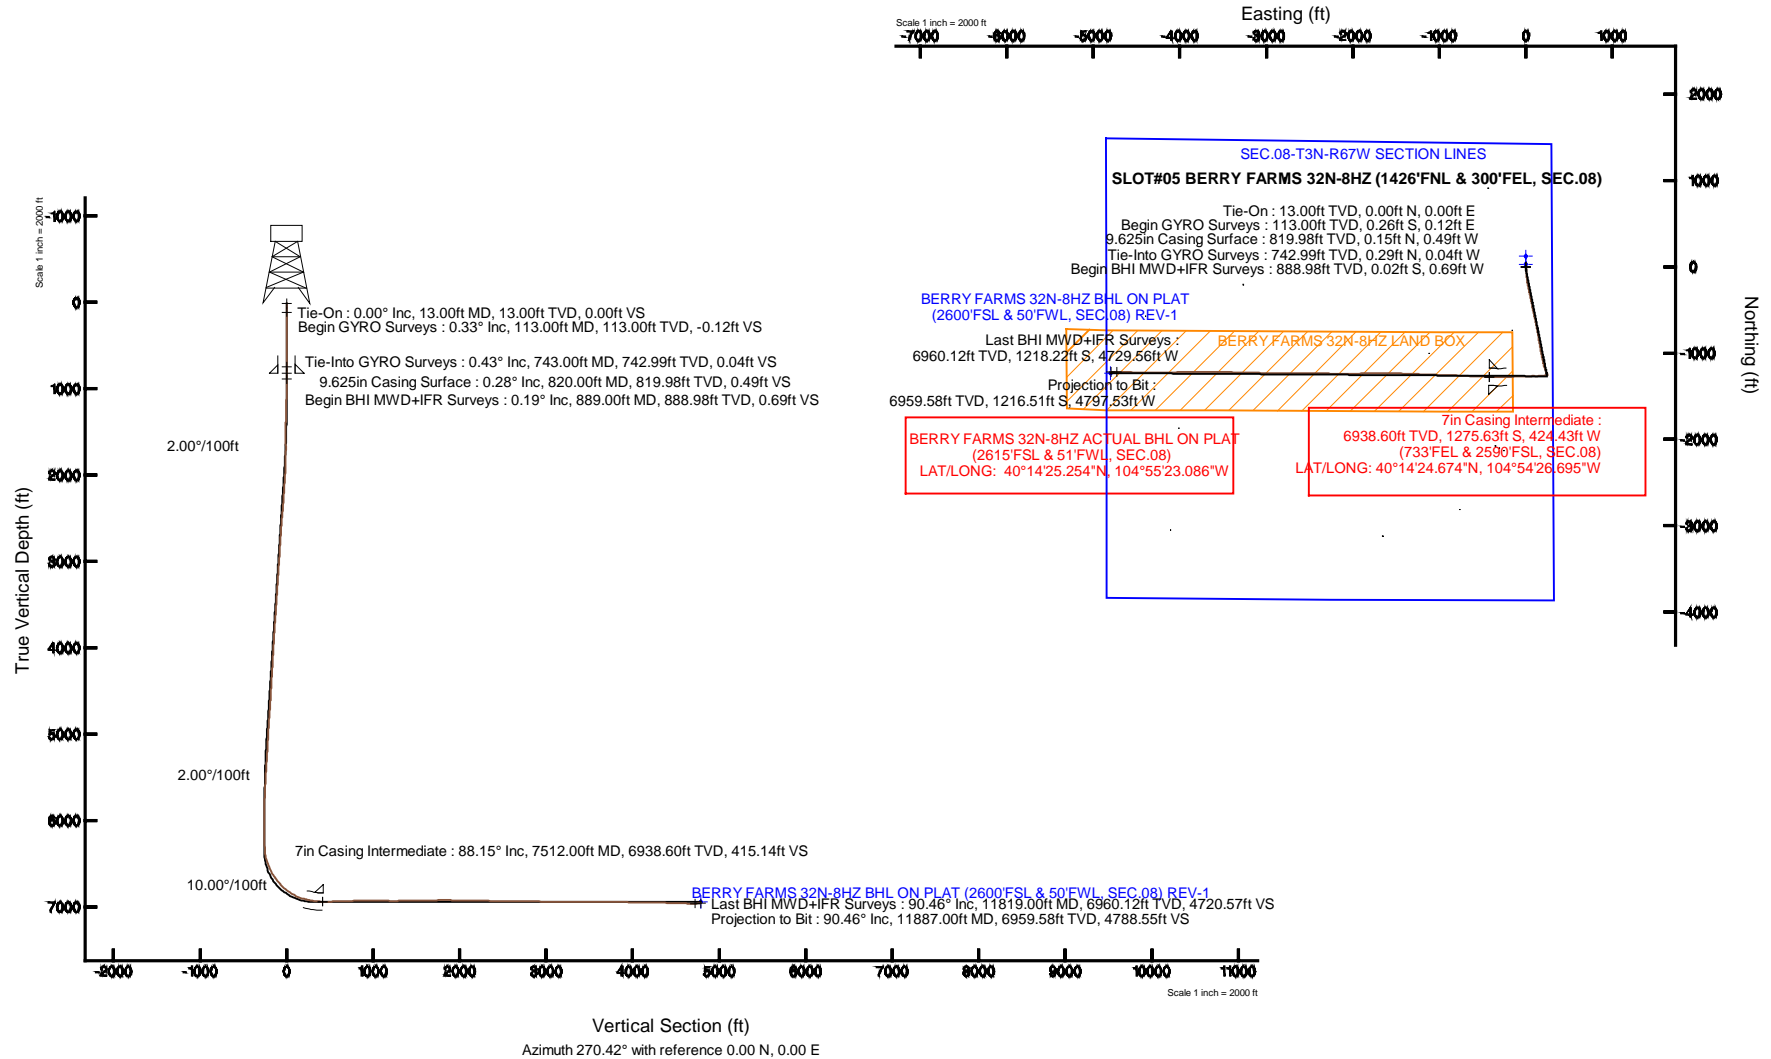 Scale 1 inch = 2000 ft
Easting (ft)
-7000 -6000 -5000 -4000 -3000 -2000 -1000 0 1000
2000
1000
0
-1000
-2000
-3000
-4000
Northing (ft)
SEC.08-T3N-R67W SECTION LINES
SLOT#05 BERRY FARMS 32N-8HZ (1426'FNL & 300'FEL, SEC.08)
Tie-On : 13.00ft TVD, 0.00ft N, 0.00ft E
Begin GYRO Surveys : 113.00ft TVD, 0.26ft S, 0.12ft E
9.625in Casing Surface : 819.98ft TVD, 0.15ft N, 0.49ft W
Tie-Into GYRO Surveys : 742.99ft TVD, 0.29ft N, 0.04ft W
Begin BHI MWD+IFR Surveys : 888.98ft TVD, 0.02ft S, 0.69ft W
BERRY FARMS 32N-8HZ BHL ON PLAT
(2600'FSL & 50'FWL, SEC.08) REV-1
Last BHI MWD+IFR Surveys :
6960.12ft TVD, 1218.22ft S, 4729.56ft W
BERRY FARMS 32N-8HZ LAND BOX
Projection to Bit :
6959.58ft TVD, 1216.51ft S, 4797.53ft W
BERRY FARMS 32N-8HZ ACTUAL BHL ON PLAT
(2615'FSL & 51'FWL, SEC.08)
LAT/LONG: 40°14'25.254"N, 104°55'23.086"W
7in Casing Intermediate :
6938.60ft TVD, 1275.63ft S, 424.43ft W
(733'FEL & 2590'FSL, SEC.08)
LAT/LONG: 40°14'24.674"N, 104°54'26.695"W
Scale 1 inch = 2000 ft
True Vertical Depth (ft)
-1000
0
1000
2000
3000
4000
5000
6000
7000
Tie-On : 0.00° Inc, 13.00ft MD, 13.00ft TVD, 0.00ft VS
Begin GYRO Surveys : 0.33° Inc, 113.00ft MD, 113.00ft TVD, -0.12ft VS
Tie-Into GYRO Surveys : 0.43° Inc, 743.00ft MD, 742.99ft TVD, 0.04ft VS
9.625in Casing Surface : 0.28° Inc, 820.00ft MD, 819.98ft TVD, 0.49ft VS
Begin BHI MWD+IFR Surveys : 0.19° Inc, 889.00ft MD, 888.98ft TVD, 0.69ft VS
2.00°/100ft
2.00°/100ft
7in Casing Intermediate : 88.15° Inc, 7512.00ft MD, 6938.60ft TVD, 415.14ft VS
10.00°/100ft
BERRY FARMS 32N-8HZ BHL ON PLAT (2600'FSL & 50'FWL, SEC.08) REV-1
Last BHI MWD+IFR Surveys : 90.46° Inc, 11819.00ft MD, 6960.12ft TVD, 4720.57ft VS
Projection to Bit : 90.46° Inc, 11887.00ft MD, 6959.58ft TVD, 4788.55ft VS
-2000 -1000 0 1000 2000 3000 4000 5000 6000 7000 8000 9000 10000 11000
Scale 1 inch = 2000 ft
Vertical Section (ft)
Azimuth 270.42° with reference 0.00 N, 0.00 E